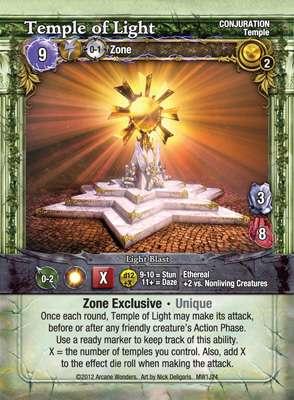 Temple of Light
CONJURATION
Temple
9
0-1 Zone
2
3
8
Light Blast
0-2
X
d12
+3
9-10 = Stun
11+ = Daze
Ethereal
+2 vs. Nonliving Creatures
Zone Exclusive • Unique
Once each round, Temple of Light may make its attack,
before or after any friendly creature's Action Phase.
Use a ready marker to keep track of this ability.
X = the number of temples you control. Also, add X
to the effect die roll when making the attack.
©2012 Arcane Wonders. Art by Nick Deligaris. MW1J24